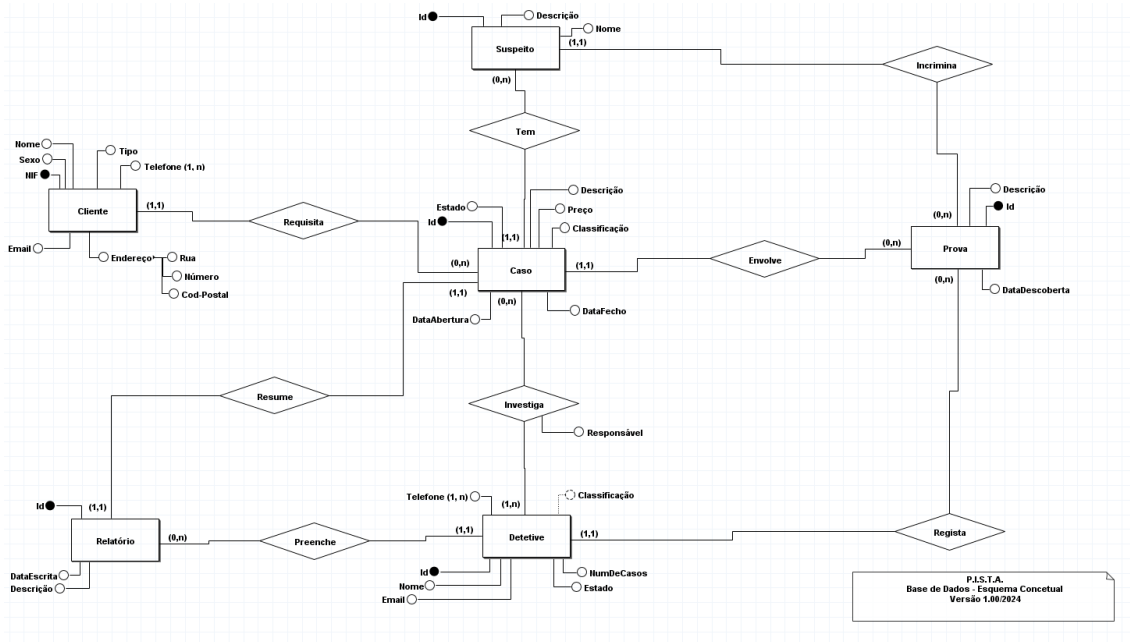 Id
Descrição
Nome
Suspeito
(1,1)
(0,n)
Incrimina
Tem
Nome
Sexo
NIF
Tipo
Telefone (1, n)
Cliente
(1,1)
Email
Endereço
Rua
Número
Cod-Postal
Requisita
Estado
Id
Descrição
Preço
Classificação
(1,1)
Caso
(0,n)
(1,1)
(1,1)
(0,n)
DataAbertura
DataFecho
Envolve
(0,n)
(0,n)
Descrição
Id
Prova
(0,n)
DataDescoberta
Resume
Investiga
Responsável
Id
(1,1)
Relatório
(0,n)
DataEscrita
Descrição
Preenche
Telefone (1, n)
(1,n)
Classificação
(1,1)
Detetive
(1,1)
Id
Nome
Email
NumDeCasos
Estado
Regista
P.I.S.T.A.
Base de Dados - Esquema Concetual
Versão 1.00/2024